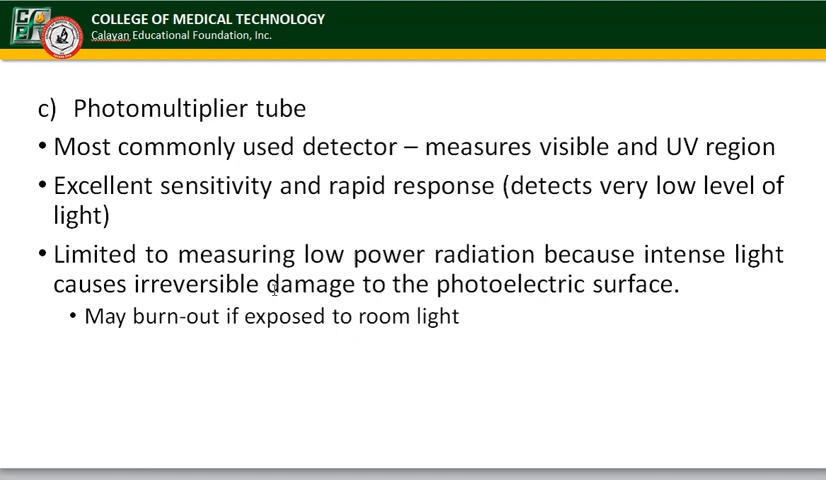 COLLEGE OF MEDICAL TECHNOLOGY
Calayan Educational Foundation, Inc.
c) Photomultiplier tube
• Most commonly used detector – measures visible and UV region
• Excellent sensitivity and rapid response (detects very low level of
light)
• Limited to measuring low power radiation because intense light
causes irreversible damage to the photoelectric surface.
• May burn-out if exposed to room light